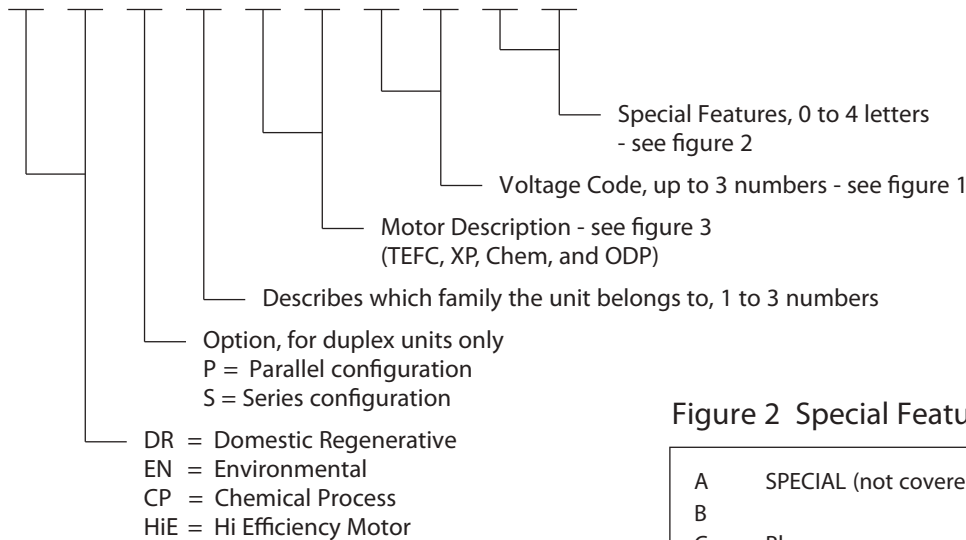 Special Features, 0 to 4 letters
- see figure 2
Voltage Code, up to 3 numbers - see figure 1
Motor Description - see figure 3
(TEFC, XP, Chem, and ODP)
Describes which family the unit belongs to, 1 to 3 numbers
Option, for duplex units only
P = Parallel configuration
S = Series configuration
DR = Domestic Regenerative
EN = Environmental
CP = Chemical Process
HiE = Hi Efficiency Motor
Figure 2 Special Featu
A SPECIAL (not covere
B